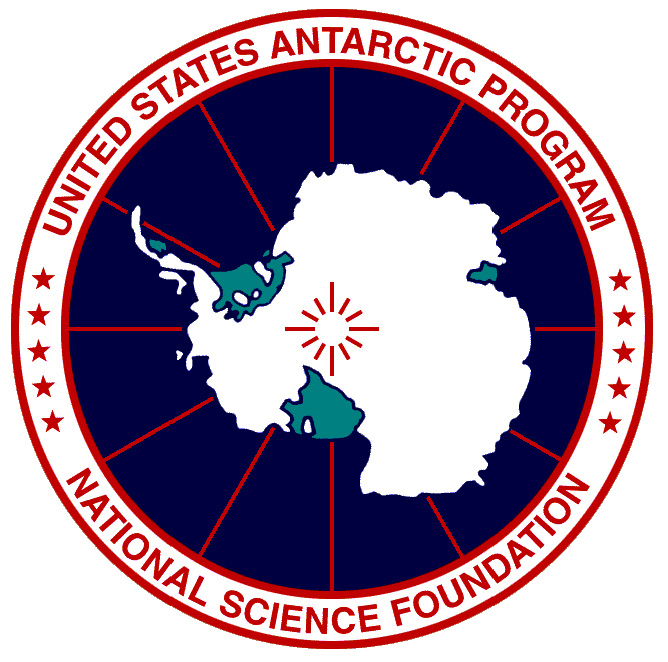 UNITED STATES ANTARCTIC PROGRAM
NATIONAL SCIENCE FOUNDATION